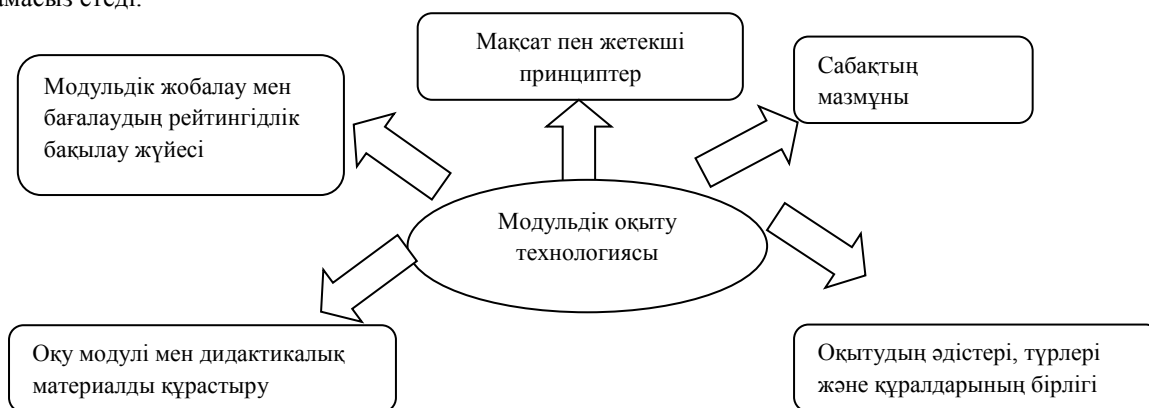 Мақсат пен жетекші
принциптер
Модульдік жобалау мен
бағалаудың рейтингідлік
бақылау жүйесі
Сабақтың
мазмұны
Модульдік оқыту
технологиясы
Оқу модулі мен дидактикалық
материалды құрастыру
Оқытудың әдістері, түрлері
және құралдарының бірлігі